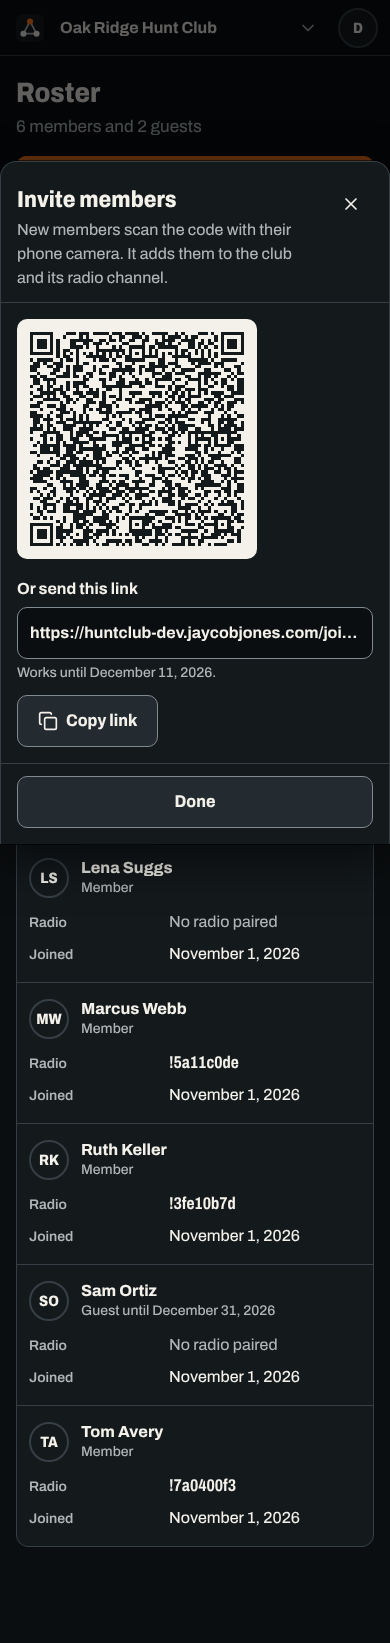 Oak Ridge Hunt Club
D
Roster
6 members and 2 guests
Invite members
New members scan the code with their
phone camera. It adds them to the club
and its radio channel.
Or send this link
https://huntclub-dev.jaycobjones.com/joi...
Works until December 11, 2026.
Copy link
Done
LS
Lena Suggs
Member
Radio
No radio paired
Joined
November 1, 2026
MW
Marcus Webb
Member
Radio
!5a11c0de
Joined
November 1, 2026
RK
Ruth Keller
Member
Radio
!3fe10b7d
Joined
November 1, 2026
SO
Sam Ortiz
Guest until December 31, 2026
Radio
No radio paired
Joined
November 1, 2026
TA
Tom Avery
Member
Radio
!7a0400f3
Joined
November 1, 2026